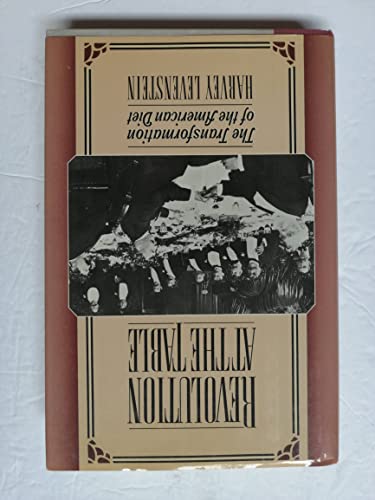 REVOLUTION
AT THE TABLE
The Transformation
of the American Diet
HARVEY LEVENSTEIN